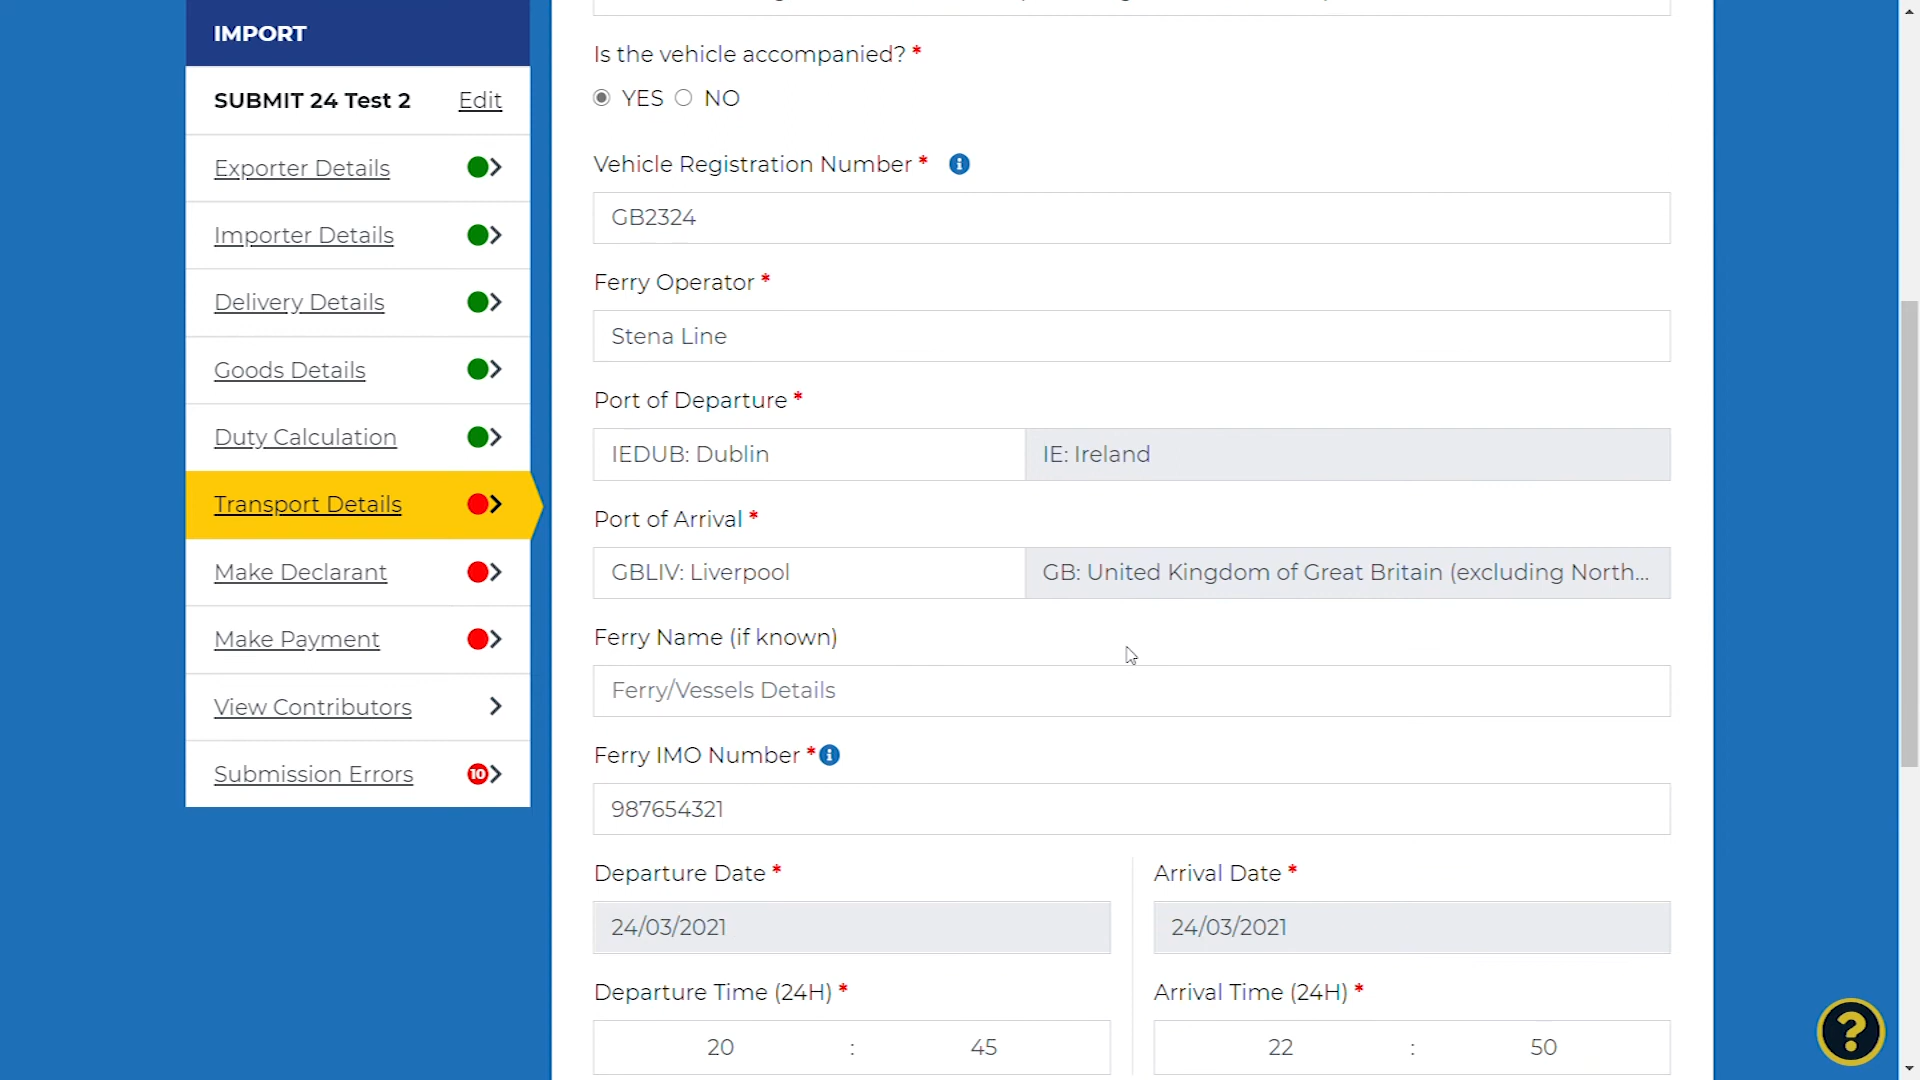 IMPORT
SUBMIT 24 Test 2 Edit
Exporter Details
Importer Details
Delivery Details
Goods Details
Duty Calculation
Transport Details
Make Declarant
Make Payment
View Contributors
Submission Errors 10
Is the vehicle accompanied? *
YES NO
Vehicle Registration Number *
GB2324
Ferry Operator *
Stena Line
Port of Departure *
IEDUB: Dublin IE: Ireland
Port of Arrival *
GBLIV: Liverpool GB: United Kingdom of Great Britain (excluding North...
Ferry Name (if known)
Ferry/Vessels Details
Ferry IMO Number *
987654321
Departure Date * Arrival Date *
24/03/2021 24/03/2021
Departure Time (24H) * Arrival Time (24H) *
20 : 45 22 : 50
?